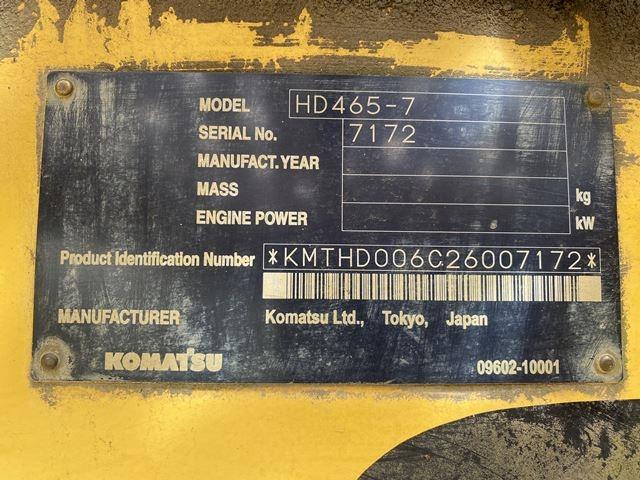 MODEL HD465-7
SERIAL No. 7172
MANUFACT. YEAR
MASS kg
ENGINE POWER kW
Product Identification Number *KMTHD006C26007172*
MANUFACTURER Komatsu Ltd., Tokyo, Japan
KOMATSU 09602-10001